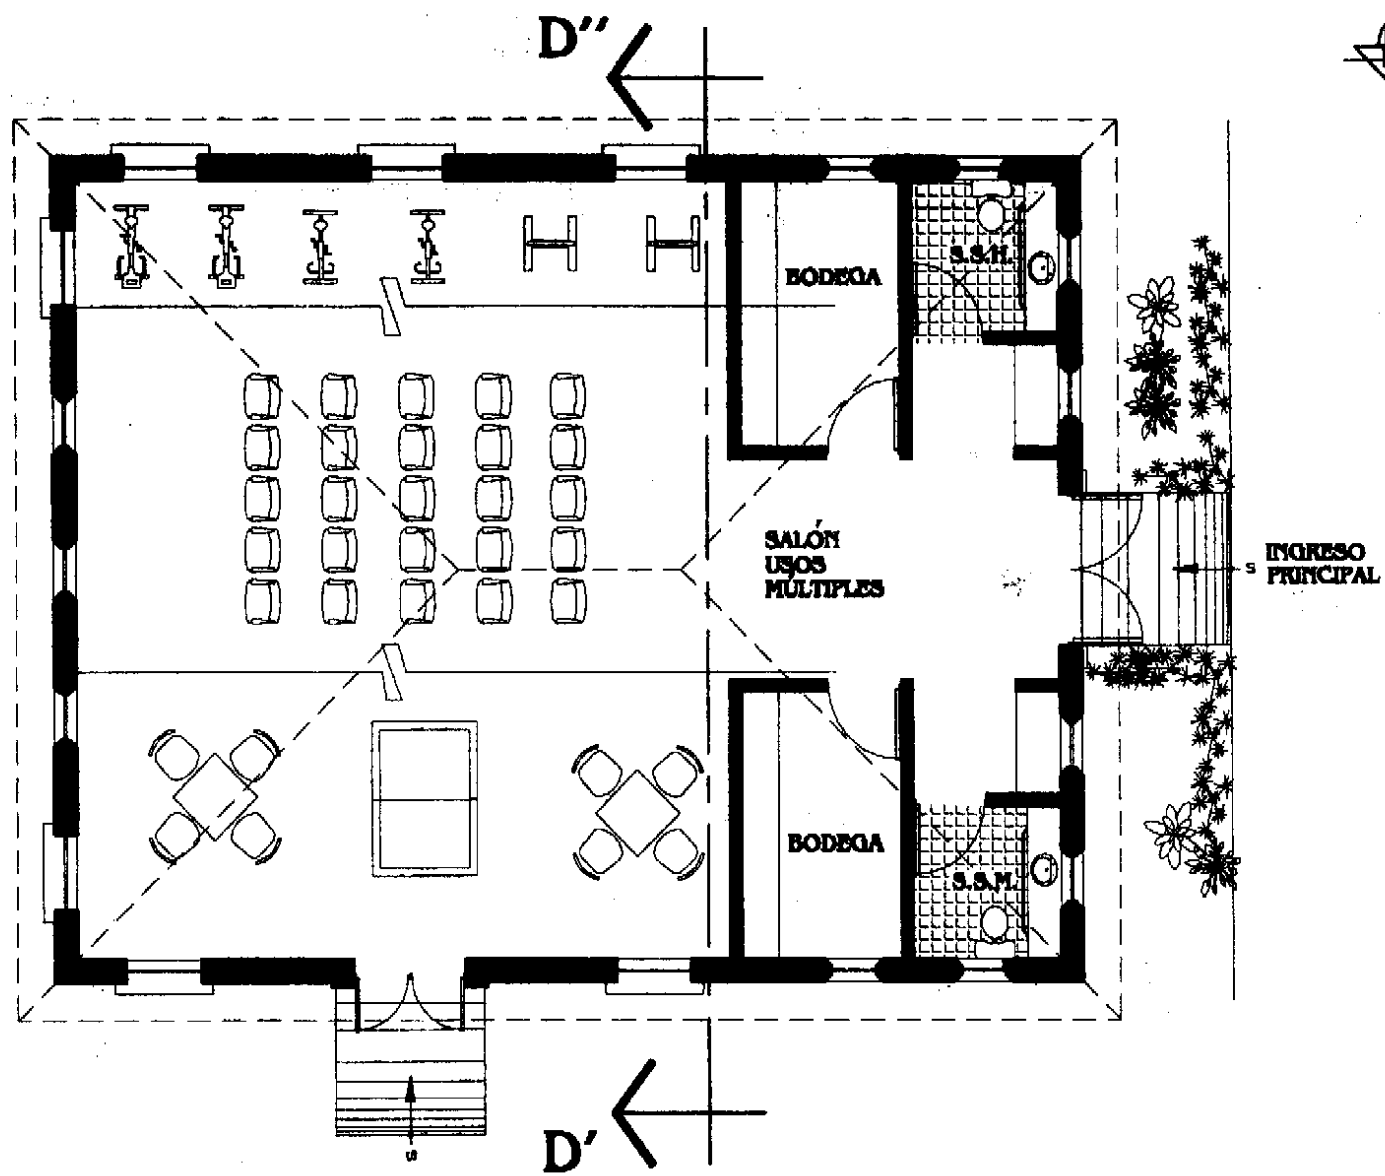 D''
S.S.H.
BODEGA
SALÓN
USOS
MÚLTIPLES
S
INGRESO
PRINCIPAL
BODEGA
S.S.M.
S
D'